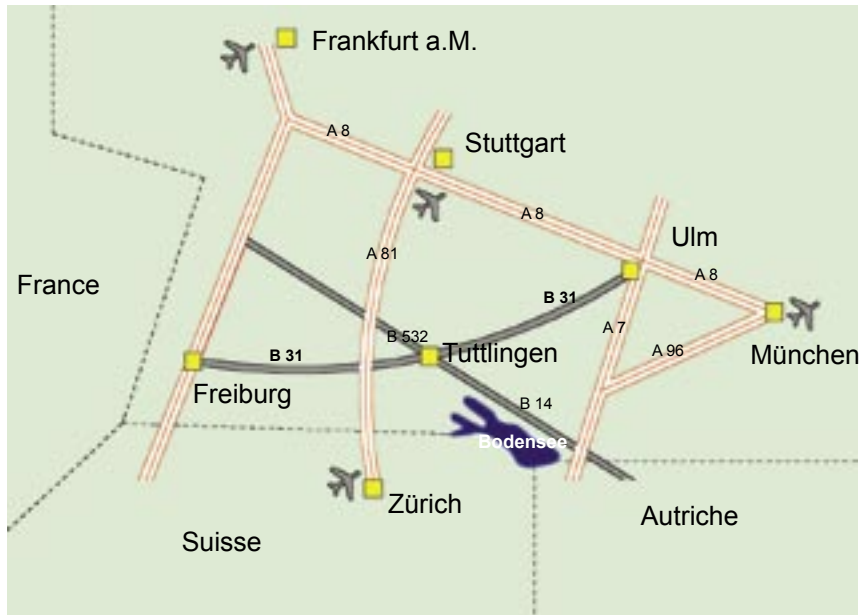 Frankfurt a.M.
A 8
Stuttgart
A 8
Ulm
A 81
A 8
France
B 31
A 7
B 532
Tuttlingen
A 96
München
B 31
Freiburg
B 14
Bodensee
Zürich
Autriche
Suisse